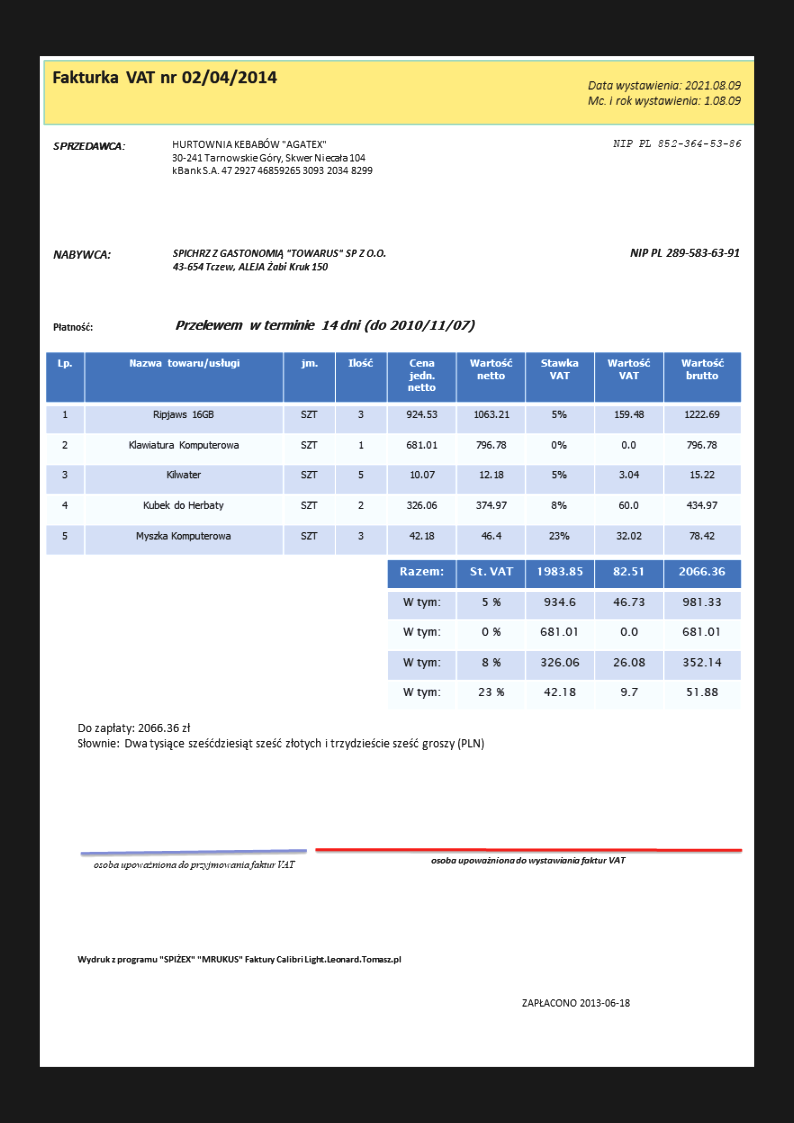 Fakturka VAT nr 02/04/2014
Data wystawienia: 2021.08.09
Mc. i rok wystawienia: 1.08.09
SPRZEDAWCA: HURTOWNIA KEBABÓW "AGATEX" NIP PL 852-364-53-86
30-241 Tarnowskie Góry, Skwer Niecała 104
kBank S.A. 47 2927 46859265 3093 2034 8299
NABYWCA: SPICHRZ Z GASTONOMIĄ "TOWARUS" SP Z O.O. NIP PL 289-583-63-91
43-654 Tczew, ALEJA Żabi Kruk 150
Płatność: Przelewem w terminie 14 dni (do 2010/11/07)
Lp. Nazwa towaru/usługi jm. Ilość Cena jedn. netto Wartość netto Stawka VAT Wartość VAT Wartość brutto
1 Ripjaws 16GB SZT 3 924.53 1063.21 5% 159.48 1222.69
2 Klawiatura Komputerowa SZT 1 681.01 796.78 0% 0.0 796.78
3 Kilwater SZT 5 10.07 12.18 5% 3.04 15.22
4 Kubek do Herbaty SZT 2 326.06 374.97 8% 60.0 434.97
5 Myszka Komputerowa SZT 3 42.18 46.4 23% 32.02 78.42
Razem: St. VAT 1983.85 82.51 2066.36
W tym: 5 % 934.6 46.73 981.33
W tym: 0 % 681.01 0.0 681.01
W tym: 8 % 326.06 26.08 352.14
W tym: 23 % 42.18 9.7 51.88
Do zapłaty: 2066.36 zł
Słownie: Dwa tysiące sześćdziesiąt sześć złotych i trzydzieście sześć groszy (PLN)
osoba upoważniona do przyjmowania faktur VAT
osoba upoważniona do wystawiania faktur VAT
Wydruk z programu "SPIŻEX" "MRUKUS" Faktury Calibri Light.Leonard.Tomasz.pl
ZAPŁACONO 2013-06-18